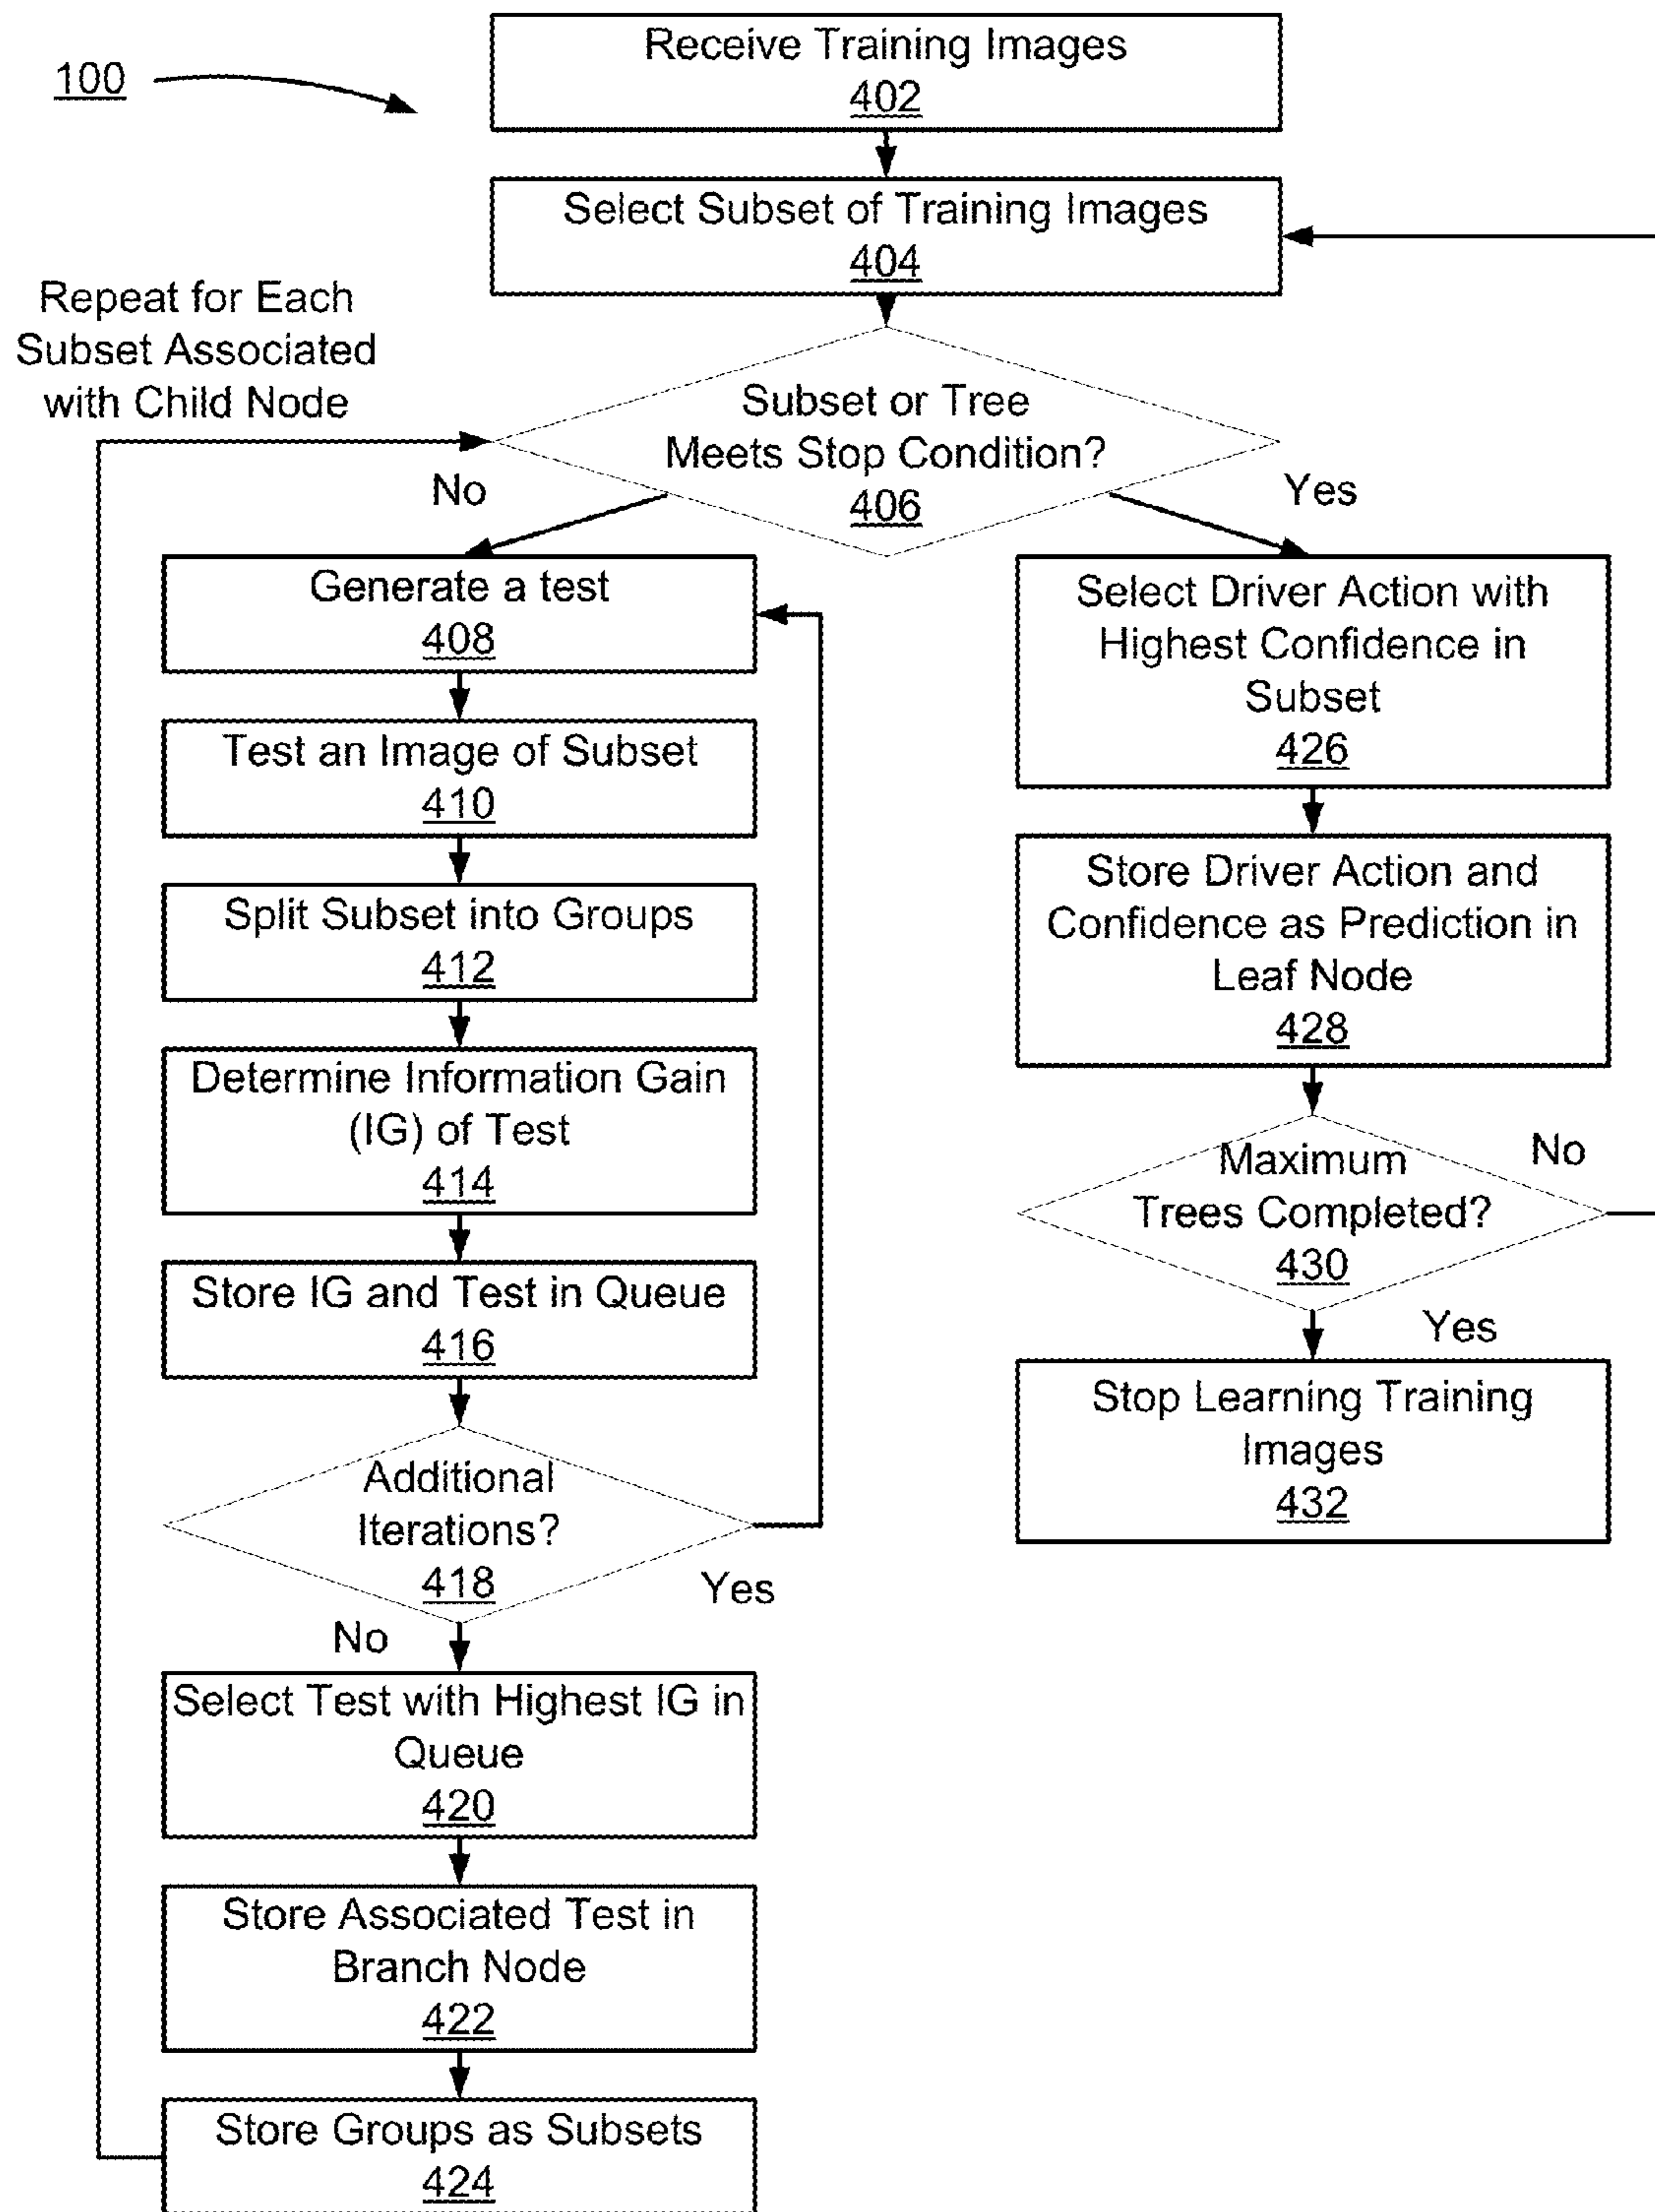 100
Receive Training Images
402
Select Subset of Training Images
404
Repeat for Each
Subset Associated
with Child Node
Subset or Tree
Meets Stop Condition?
406
No
Yes
Generate a test
408
Test an Image of Subset
410
Split Subset into Groups
412
Determine Information Gain
(IG) of Test
414
Store IG and Test in Queue
416
Additional
Iterations?
418
Yes
No
Select Test with Highest IG in
Queue
420
Store Associated Test in
Branch Node
422
Store Groups as Subsets
424
Select Driver Action with
Highest Confidence in
Subset
426
Store Driver Action and
Confidence as Prediction in
Leaf Node
428
Maximum
Trees Completed?
430
No
Yes
Stop Learning Training
Images
432